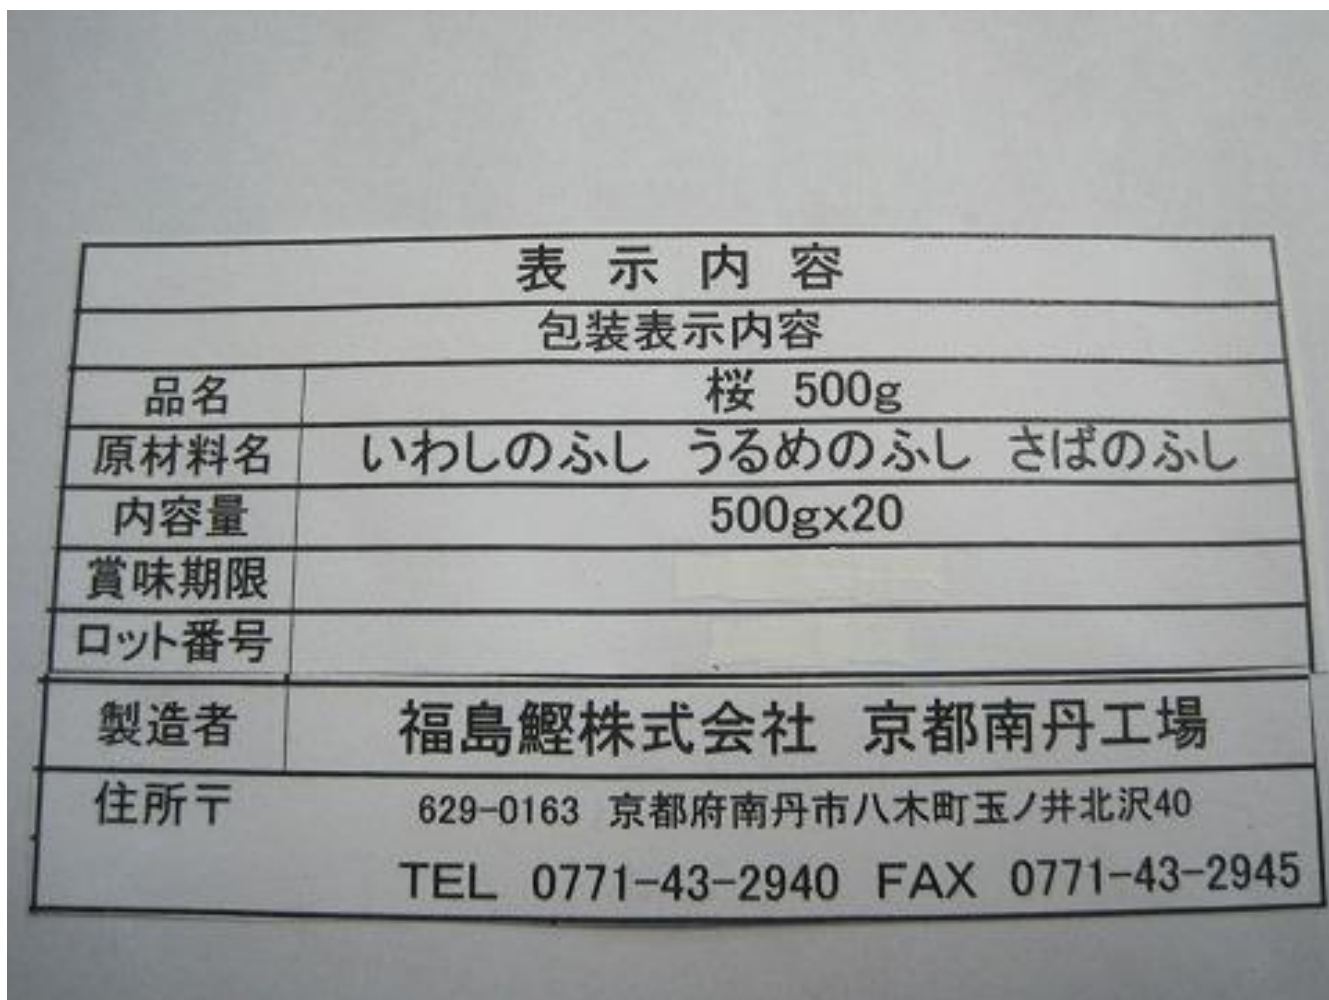 表示内容
包装表示内容
品名 桜 500g
原材料名 いわしのふし うるめのふし さばのふし
内容量 500gx20
賞味期限
ロット番号
製造者 福島鰹株式会社 京都南丹工場
住所〒 629-0163 京都府南丹市八木町玉ノ井北沢40
TEL 0771-43-2940 FAX 0771-43-2945